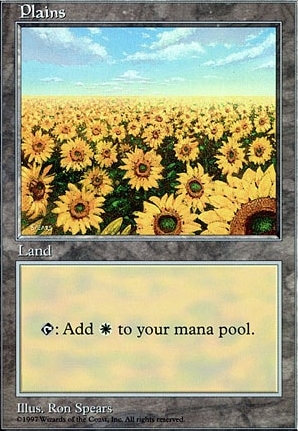 Plains
SPEARS
Land
: Add to your mana pool.
Illus. Ron Spears
©1997 Wizards of the Coast, Inc. All rights reserved.